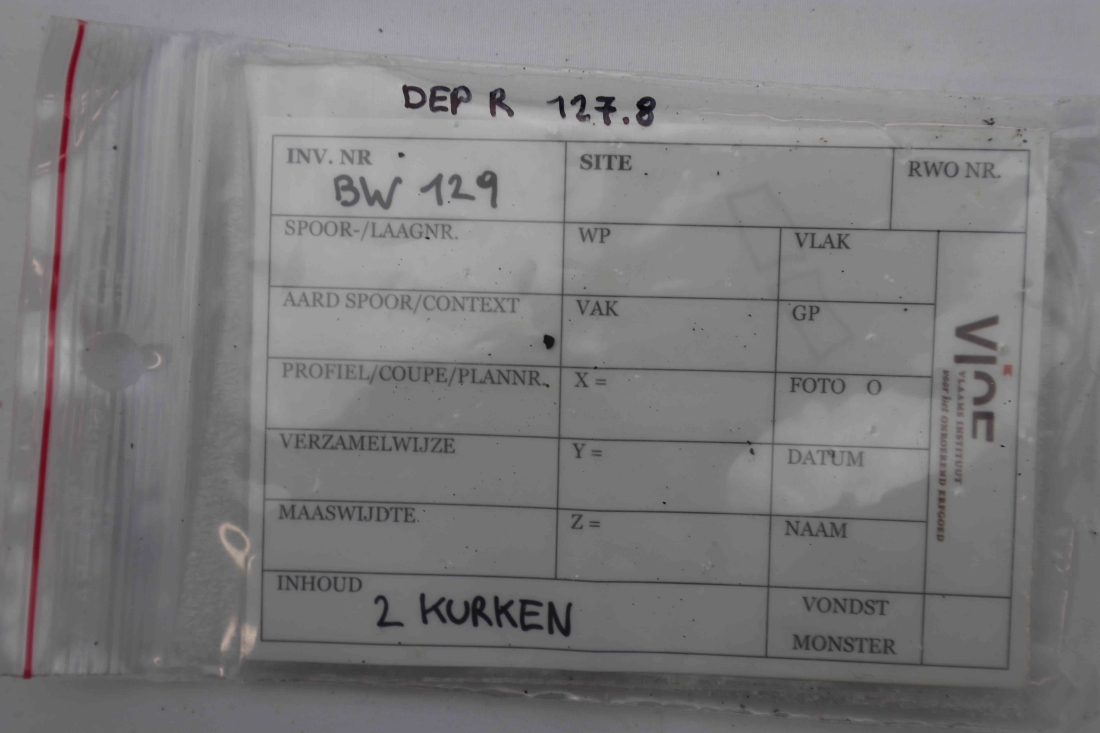 DEP R 127.8
INV. NR
BW 129
SITE
RWO NR.
SPOOR-/LAAGNR.
WP
VLAK
AARD SPOOR/CONTEXT
VAK
GP
PROFIEL/COUPE/PLANNR.
X =
FOTO O
VERZAMELWIJZE
Y =
DATUM
MAASWIJDTE
Z =
NAAM
INHOUD
2 KURKEN
VONDST
MONSTER
vioe
VLAAMS INSTITUUT
voor het ONROEREND ERFGOED